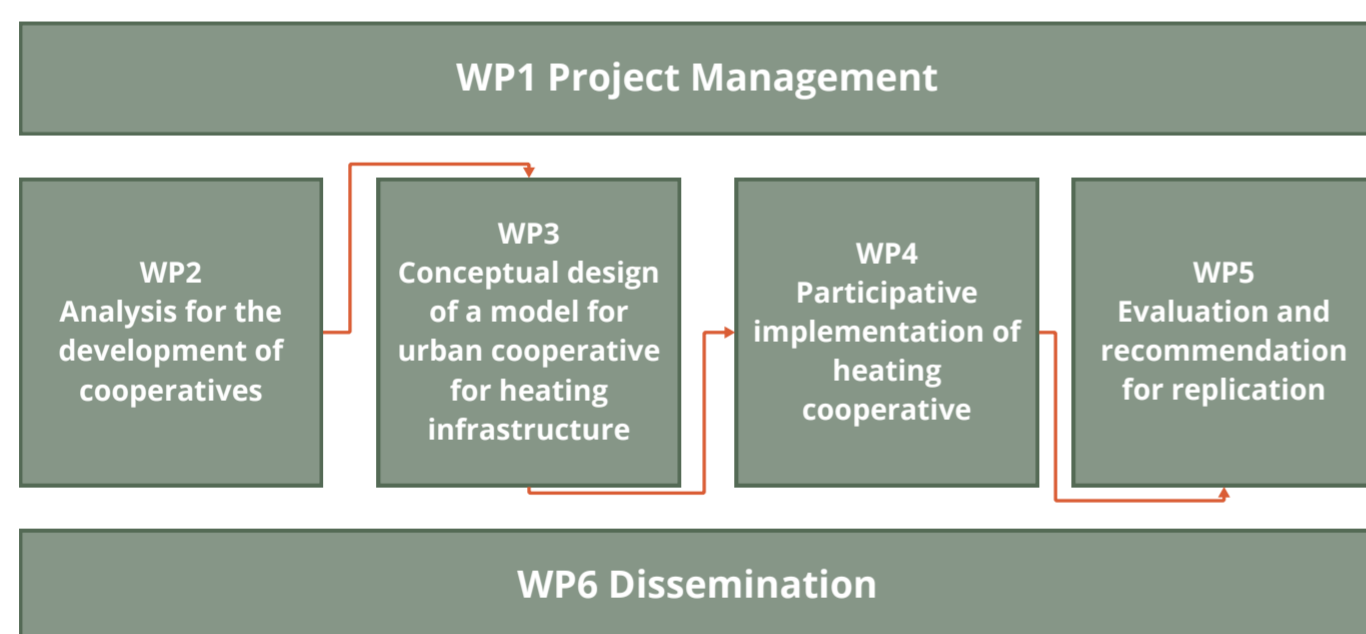 WP1 Project Management
WP2
Analysis for the
development of
cooperatives
WP3
Conceptual design
of a model for
urban cooperative
for heating
infrastructure
WP4
Participative
implementation of
heating
cooperative
WP5
Evaluation and
recommendation
for replication
WP6 Dissemination